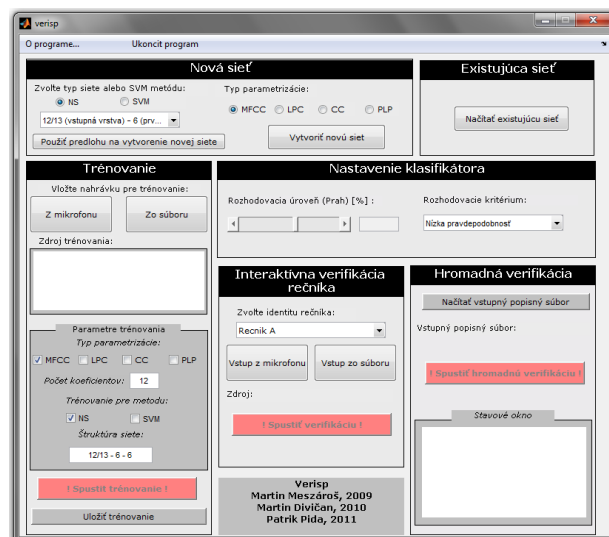 verisp
O programe... Ukoncit program
Nová sieť
Zvolte typ siete alebo SVM metódu:
NS SVM
12/13 (vstupná vrstva) - 6 (prv...
Použiť predlohu na vytvorenie novej siete
Typ parametrizácie:
MFCC LPC CC PLP
Vytvoriť novú siet
Existujúca sieť
Načítať existujúcu sieť
Trénovanie
Vložte nahrávku pre trénovanie:
Z mikrofonu Zo súboru
Zdroj trénovania:
Parametre trénovania
Typ parametrizácie:
MFCC LPC CC PLP
Počet koeficientov: 12
Trénovanie pre metodu:
NS SVM
Štruktúra siete:
12/13 - 6 - 6
! Spustit trénovanie !
Uložiť trénovanie
Nastavenie klasifikátora
Rozhodovacia úroveň (Prah) [%] :
Rozhodovacie kritérium:
Nízka pravdepodobnosť
Interaktívna verifikácia
rečníka
Zvoľte identitu rečníka:
Recnik A
Vstup z mikrofonu Vstup zo súboru
Zdroj:
! Spustiť verifikáciu !
Hromadná verifikácia
Načítať vstupný popisný súbor
Vstupný popisný súbor:
! Spustiť hromadnú verifikáciu !
Stavové okno
Verisp
Martin Meszároš, 2009
Martin Divičan, 2010
Patrik Pida, 2011